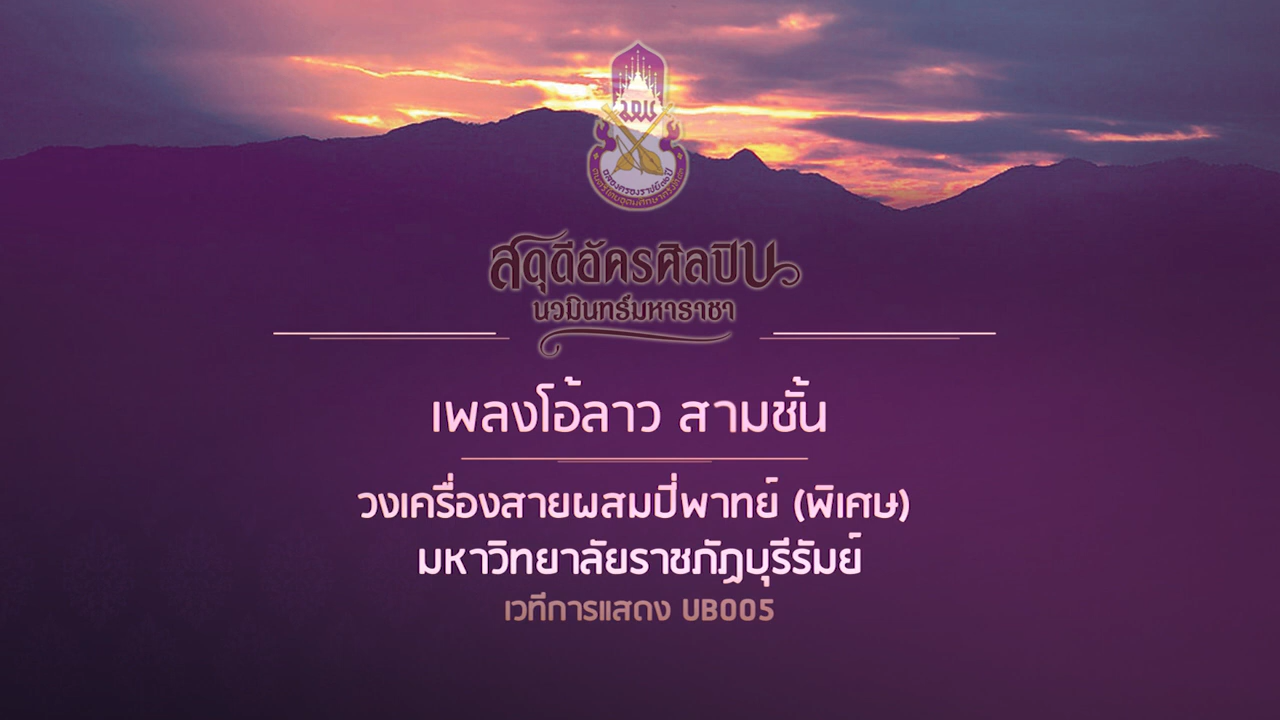 สดุดีอัครศิลปิน
นวมินทร์มหาราชา
เพลงโอ้ลาว สามชั้น
วงเครื่องสายผสมปี่พาทย์ (พิเศษ)
มหาวิทยาลัยราชภัฏบุรีรัมย์
เวทีการแสดง UB005